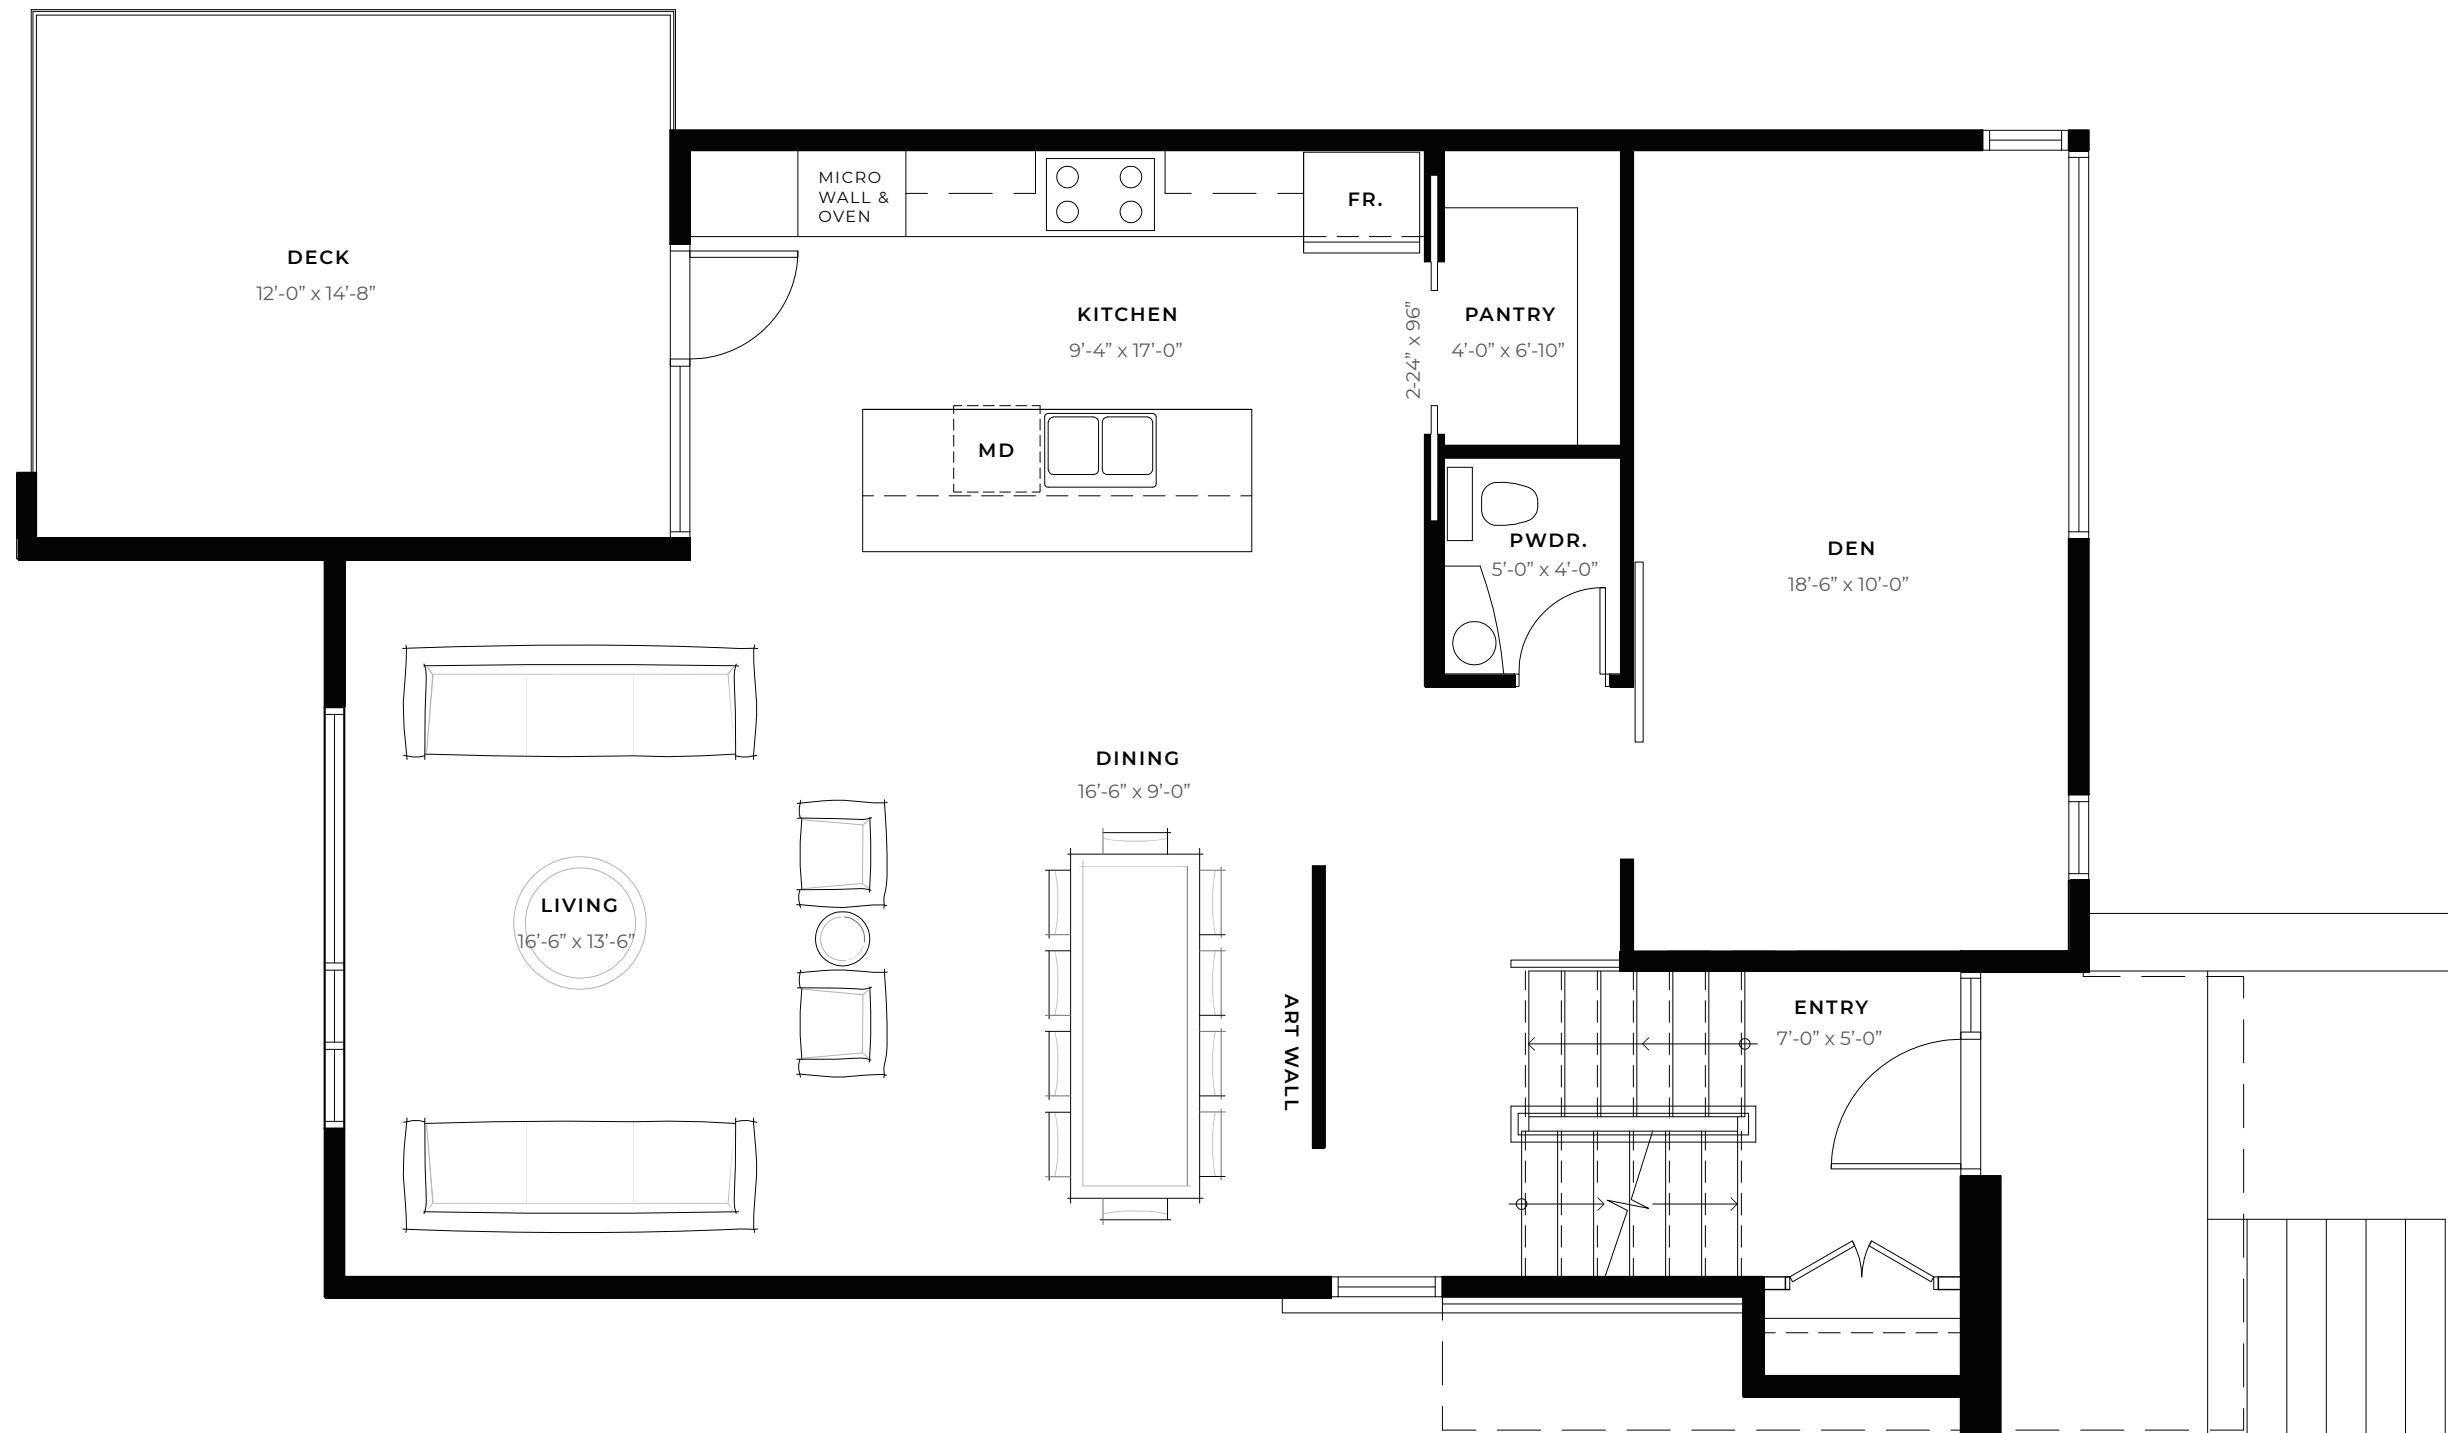 MICRO
WALL &
OVEN
FR.
DECK
12’-0” x 14’-8”
KITCHEN
9’-4” x 17’-0”
2-24” x 96”
PANTRY
4’-0” x 6’-10”
MD
PWDR.
5’-0” x 4’-0”
DEN
18’-6” x 10’-0”
DINING
16’-6” x 9’-0”
LIVING
16’-6” x 13’-6”
ART WALL
ENTRY
7’-0” x 5’-0”